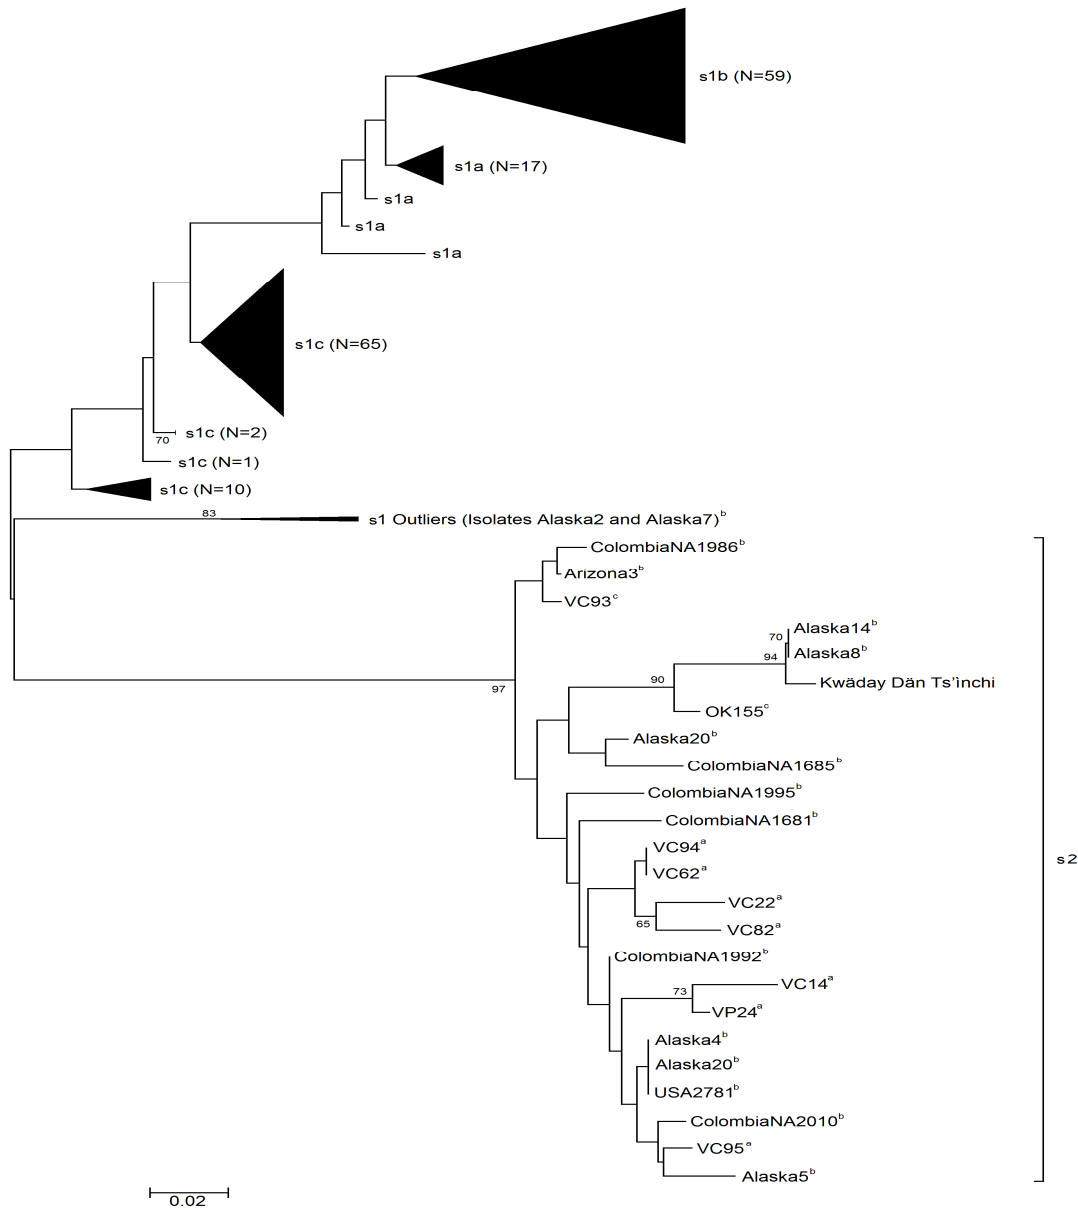 s1b (N=59)
s1a (N=17)
s1a
s1a
s1a
s1c (N=65)
70
s1c (N=2)
s1c (N=1)
s1c (N=10)
83
s1 Outliers (Isolates Alaska2 and Alaska7)ᵇ
ColombiaNA1986ᵇ
Arizona3ᵇ
VC93ᶜ
Alaska14ᵇ
70
Alaska8ᵇ
94
Kwäday Dän Ts’ìnchi
90
97
OK155ᶜ
Alaska20ᵇ
ColombiaNA1685ᵇ
ColombiaNA1995ᵇ
ColombiaNA1681ᵇ
VC94ᵃ
s2
VC62ᵃ
VC22ᵃ
65
VC82ᵃ
ColombiaNA1992ᵇ
VC14ᵃ
73
VP24ᵃ
Alaska4ᵇ
Alaska20ᵇ
USA2781ᵇ
ColombiaNA2010ᵇ
VC95ᵃ
Alaska5ᵇ
0.02